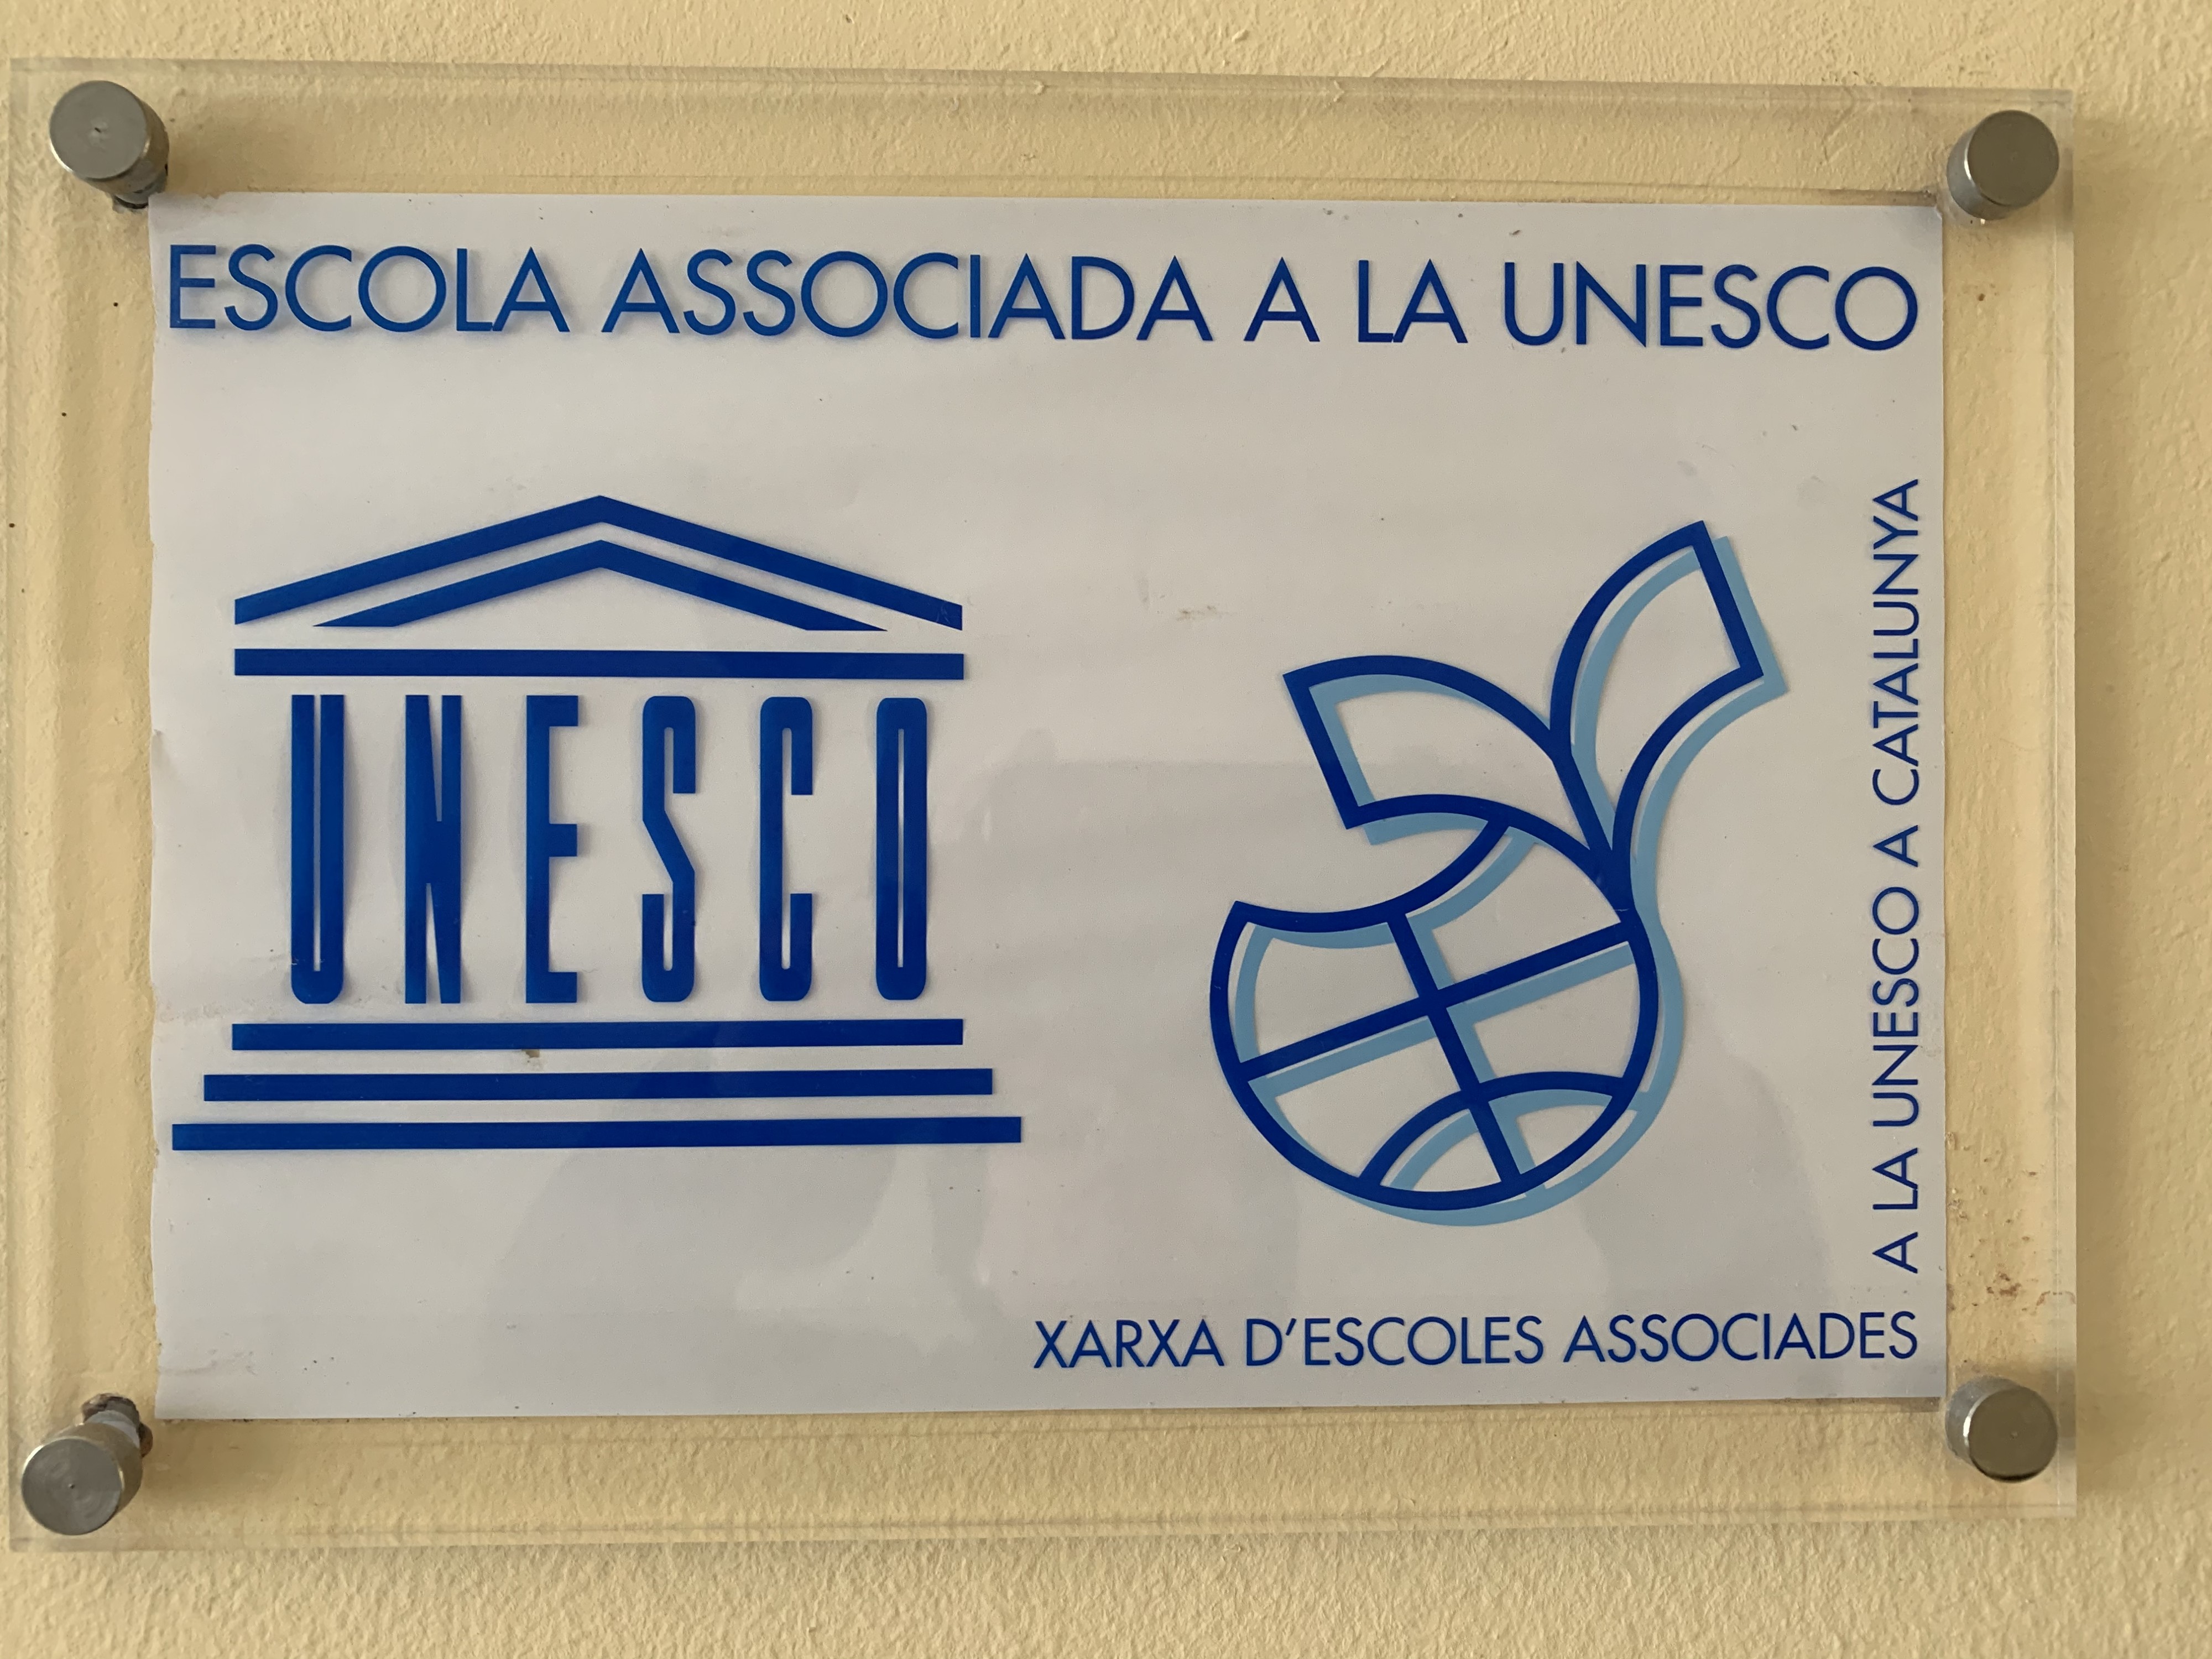 ESCOLA ASSOCIADA A LA UNESCO
UNESCO
XARXA D'ESCOLES ASSOCIADES
A LA UNESCO A CATALUNYA